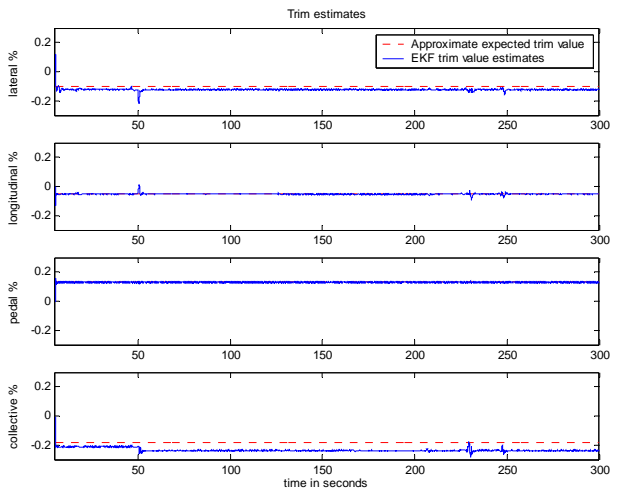 Trim estimates
lateral %
0.2
0
-0.2
Approximate expected trim value
EKF trim value estimates
50 100 150 200 250 300
longitudinal %
0.2
0
-0.2
50 100 150 200 250 300
pedal %
0.2
0
-0.2
50 100 150 200 250 300
collective %
0.2
0
-0.2
50 100 150 200 250 300
time in seconds